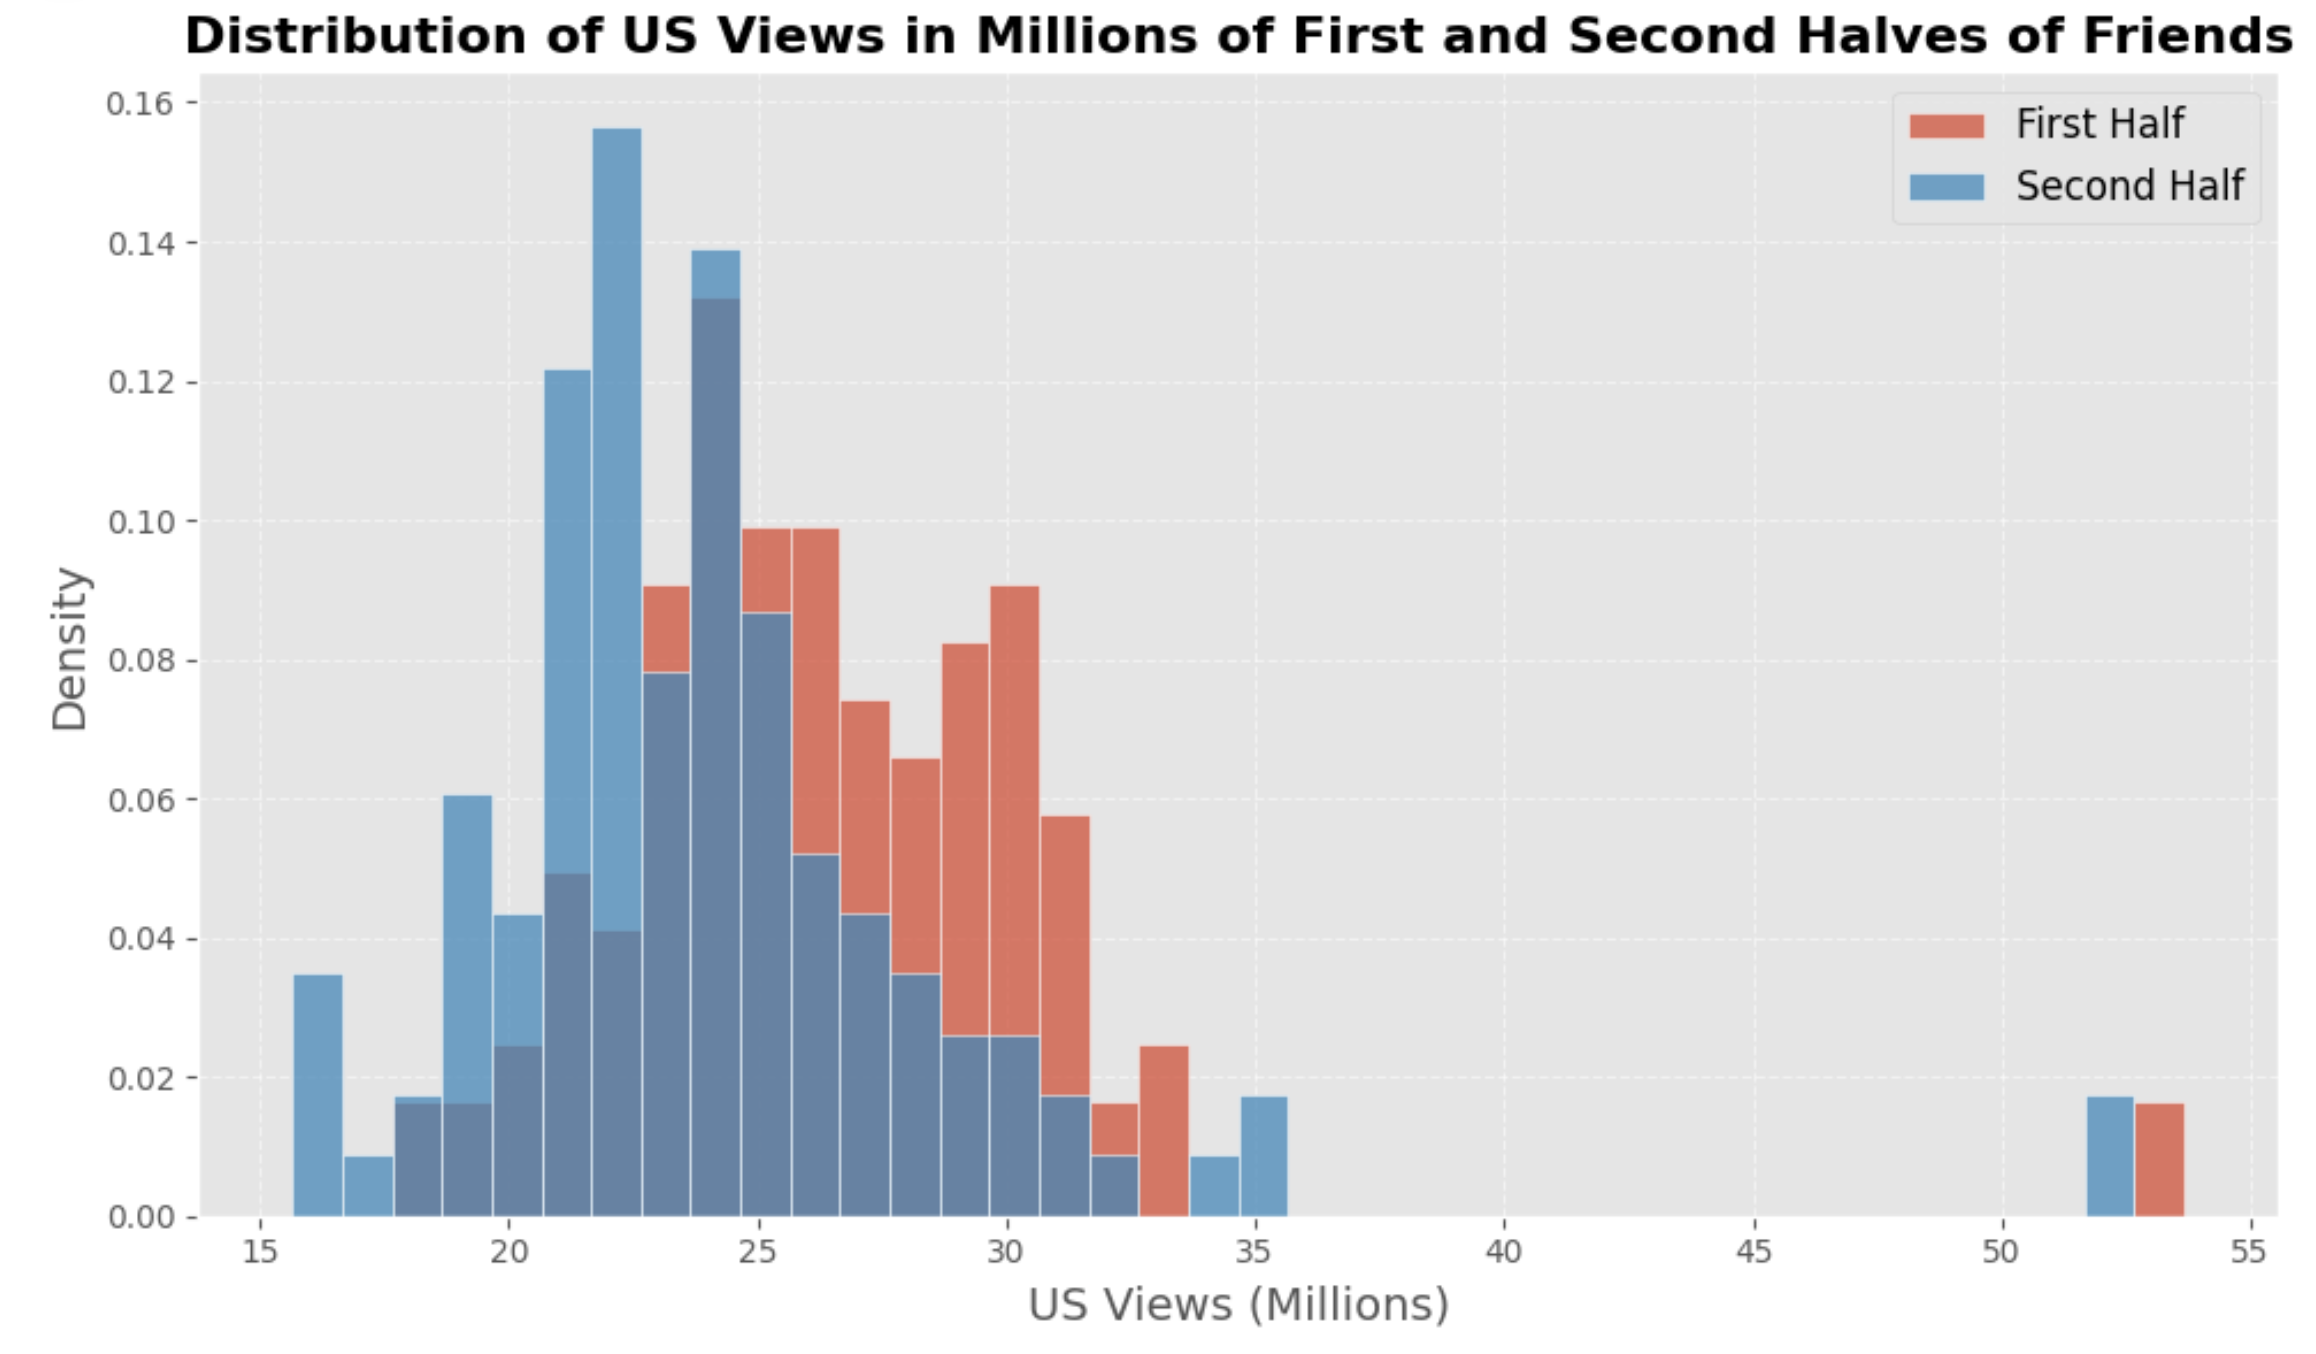 Distribution of US Views in Millions of First and Second Halves of Friends
First Half
Second Half
0.16
0.14
0.12
0.10
0.08
0.06
0.04
0.02
0.00
Density
15 20 25 30 35 40 45 50 55
US Views (Millions)